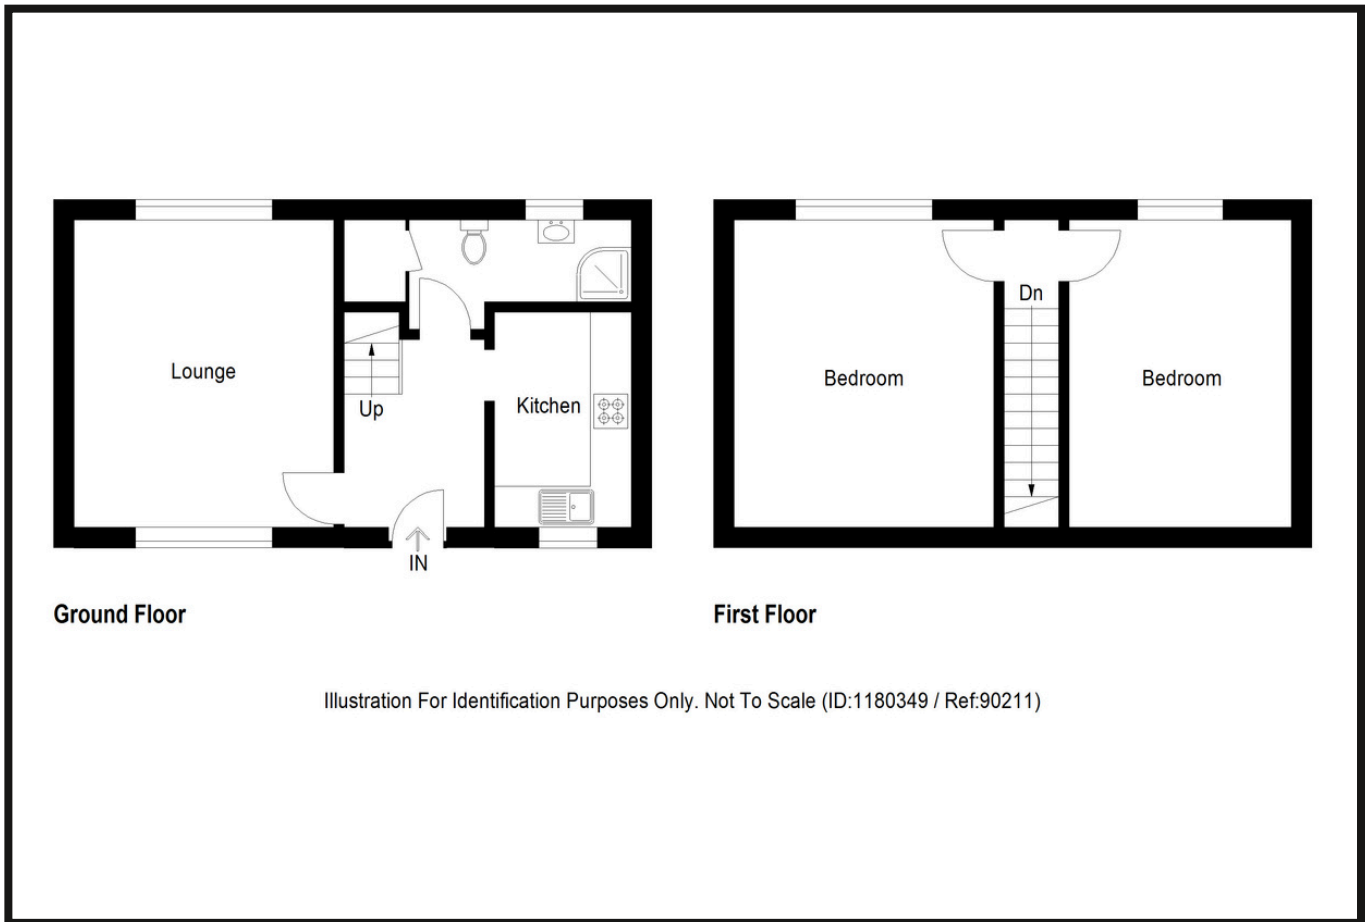 Lounge
Up
Kitchen
IN
Dn
Bedroom
Bedroom
Ground Floor
First Floor
Illustration For Identification Purposes Only. Not To Scale (ID:1180349 / Ref:90211)